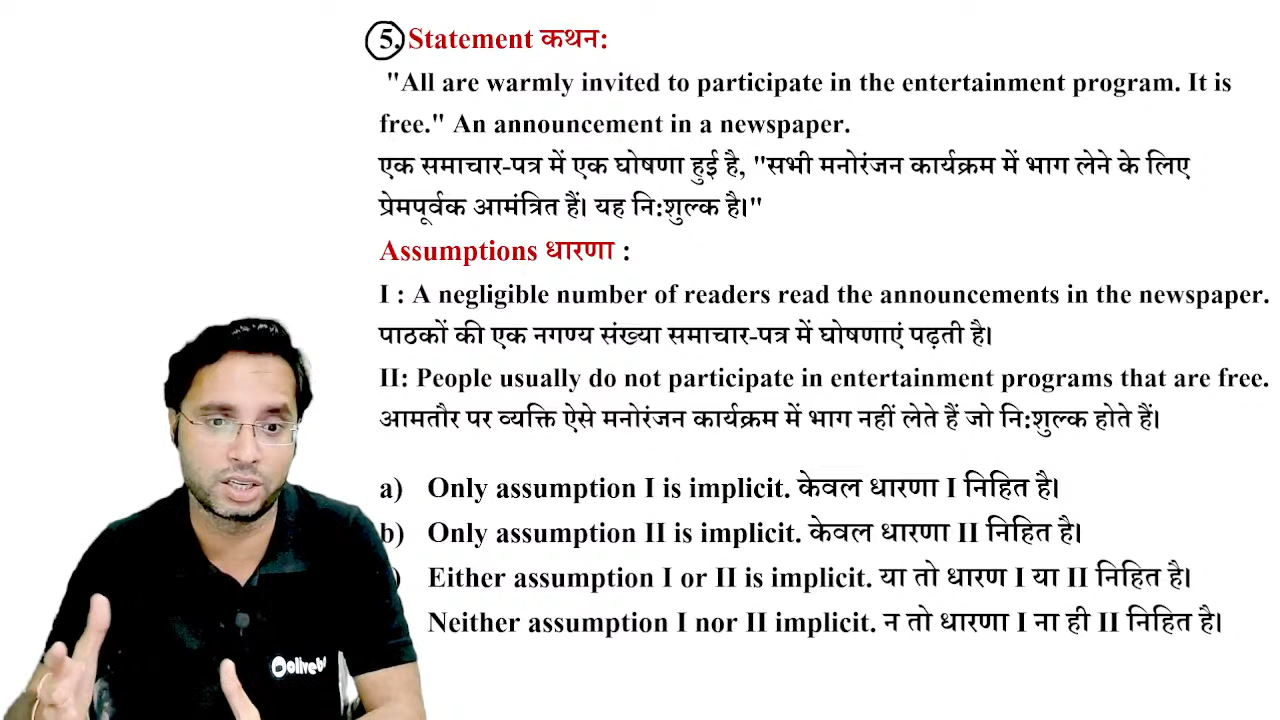 5. Statement कथन:
"All are warmly invited to participate in the entertainment program. It is
free." An announcement in a newspaper.
एक समाचार-पत्र में एक घोषणा हुई है, "सभी मनोरंजन कार्यक्रम में भाग लेने के लिए
प्रेमपूर्वक आमंत्रित हैं। यह नि:शुल्क है।"
Assumptions धारणा :
I : A negligible number of readers read the announcements in the newspaper.
पाठकों की एक नगण्य संख्या समाचार-पत्र में घोषणाएं पढ़ती है।
II: People usually do not participate in entertainment programs that are free.
आमतौर पर व्यक्ति ऐसे मनोरंजन कार्यक्रम में भाग नहीं लेते हैं जो नि:शुल्क होते हैं।
a) Only assumption I is implicit. केवल धारणा I निहित है।
b) Only assumption II is implicit. केवल धारणा II निहित है।
) Either assumption I or II is implicit. या तो धारण I या II निहित है।
Neither assumption I nor II implicit. न तो धारणा I ना ही II निहित है।